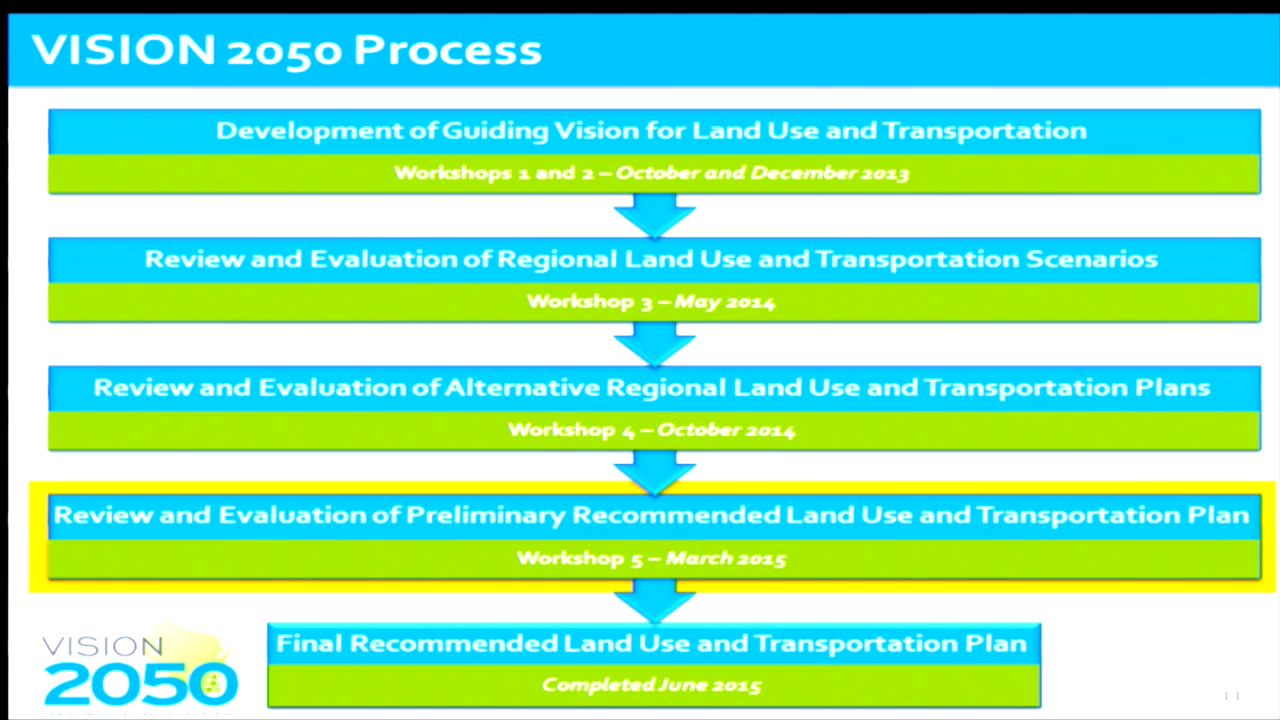 VISION 2050 Process
Development of Guiding Vision for Land Use and Transportation
Workshops 1 and 2 – October and December 2013
Review and Evaluation of Regional Land Use and Transportation Scenarios
Workshop 3 – May 2014
Review and Evaluation of Alternative Regional Land Use and Transportation Plans
Workshop 4 – October 2014
Review and Evaluation of Preliminary Recommended Land Use and Transportation Plan
Workshop 5 – March 2015
Final Recommended Land Use and Transportation Plan
Completed June 2015
VISION
2050
11